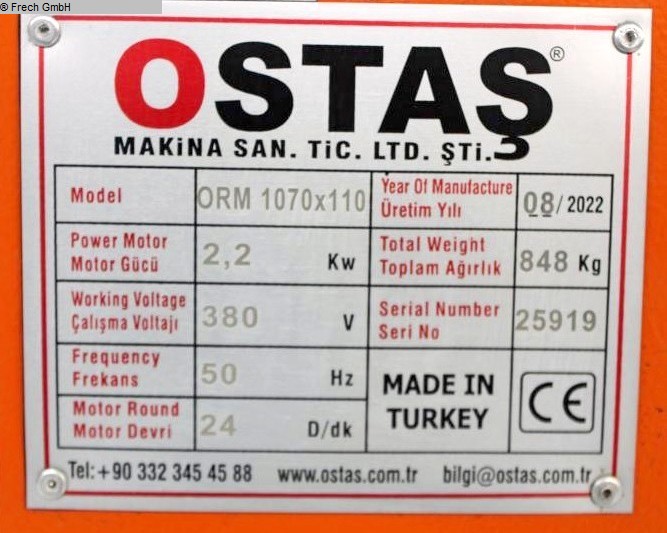 © Frech GmbH
OSTAŞ®
MAKiNA SAN. TiC. LTD. ŞTi.
Model ORM 1070x110
Year Of Manufacture
Üretim Yılı 08/2022
Power Motor
Motor Gücü 2,2 Kw
Total Weight
Toplam Ağırlık 848 Kg
Working Voltage
Çalışma Voltajı 380 V
Serial Number
Seri No 25919
Frequency
Frekans 50 Hz
MADE IN
TURKEY
CE
Motor Round
Motor Devri 24 D/dk
Tel:+90 332 345 45 88 www.ostas.com.tr bilgi@ostas.com.tr